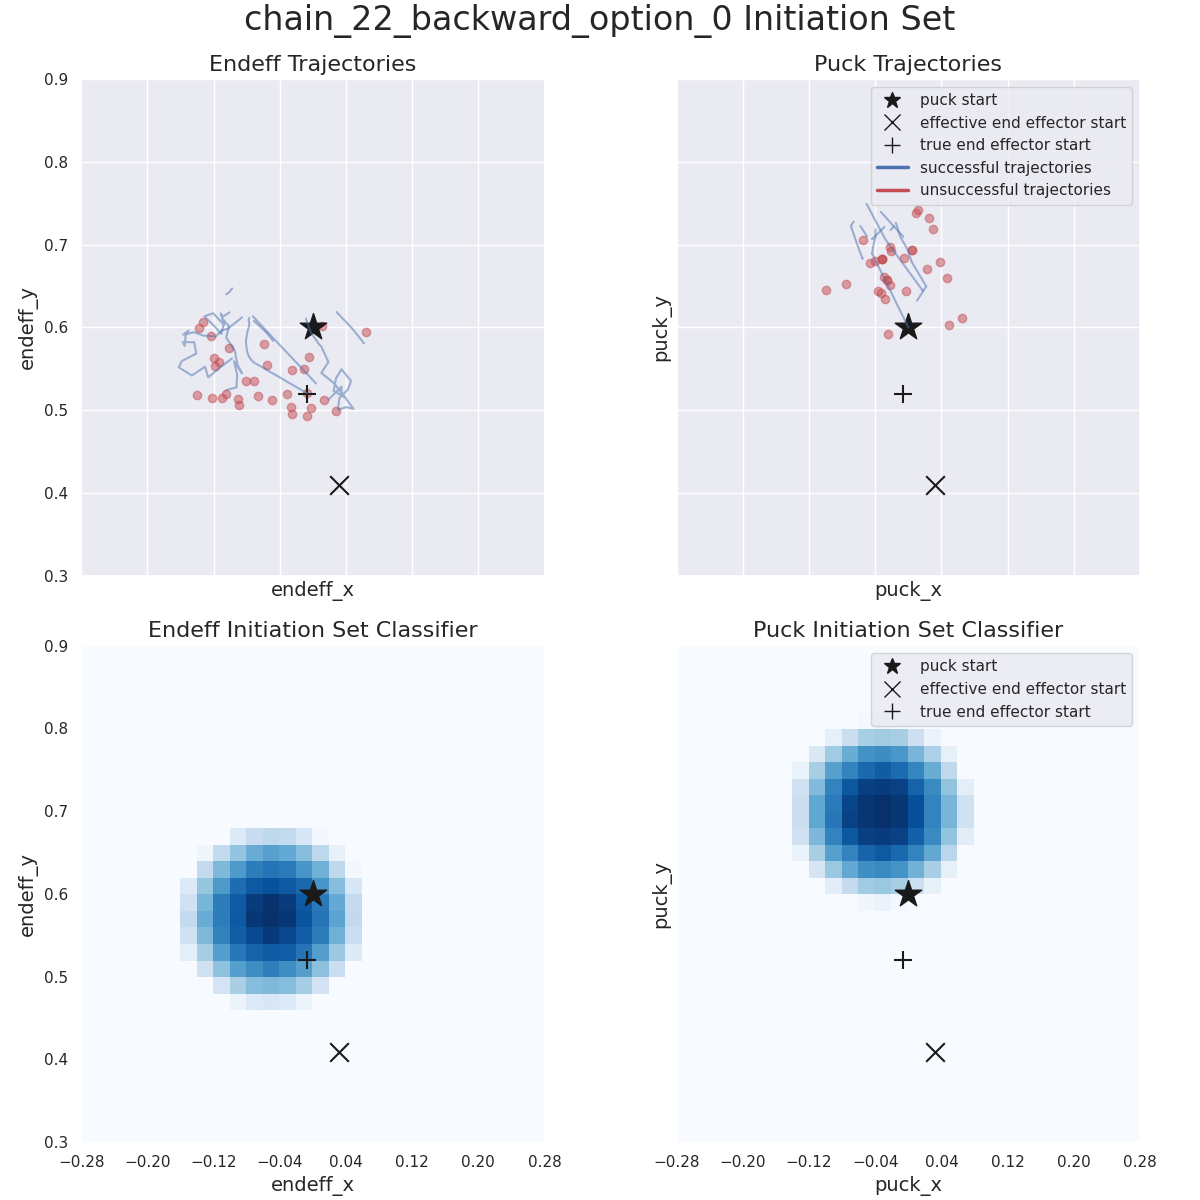 chain_22_backward_option_0 Initiation Set
Endeff Trajectories
endeff_y
0.9
0.8
0.7
0.6
0.5
0.4
0.3
endeff_x
Puck Trajectories
puck start
effective end effector start
true end effector start
successful trajectories
unsuccessful trajectories
puck_y
puck_x
Endeff Initiation Set Classifier
endeff_y
0.9
0.8
0.7
0.6
0.5
0.4
0.3
−0.28 −0.20 −0.12 −0.04 0.04 0.12 0.20 0.28
endeff_x
Puck Initiation Set Classifier
puck start
effective end effector start
true end effector start
puck_y
−0.28 −0.20 −0.12 −0.04 0.04 0.12 0.20 0.28
puck_x